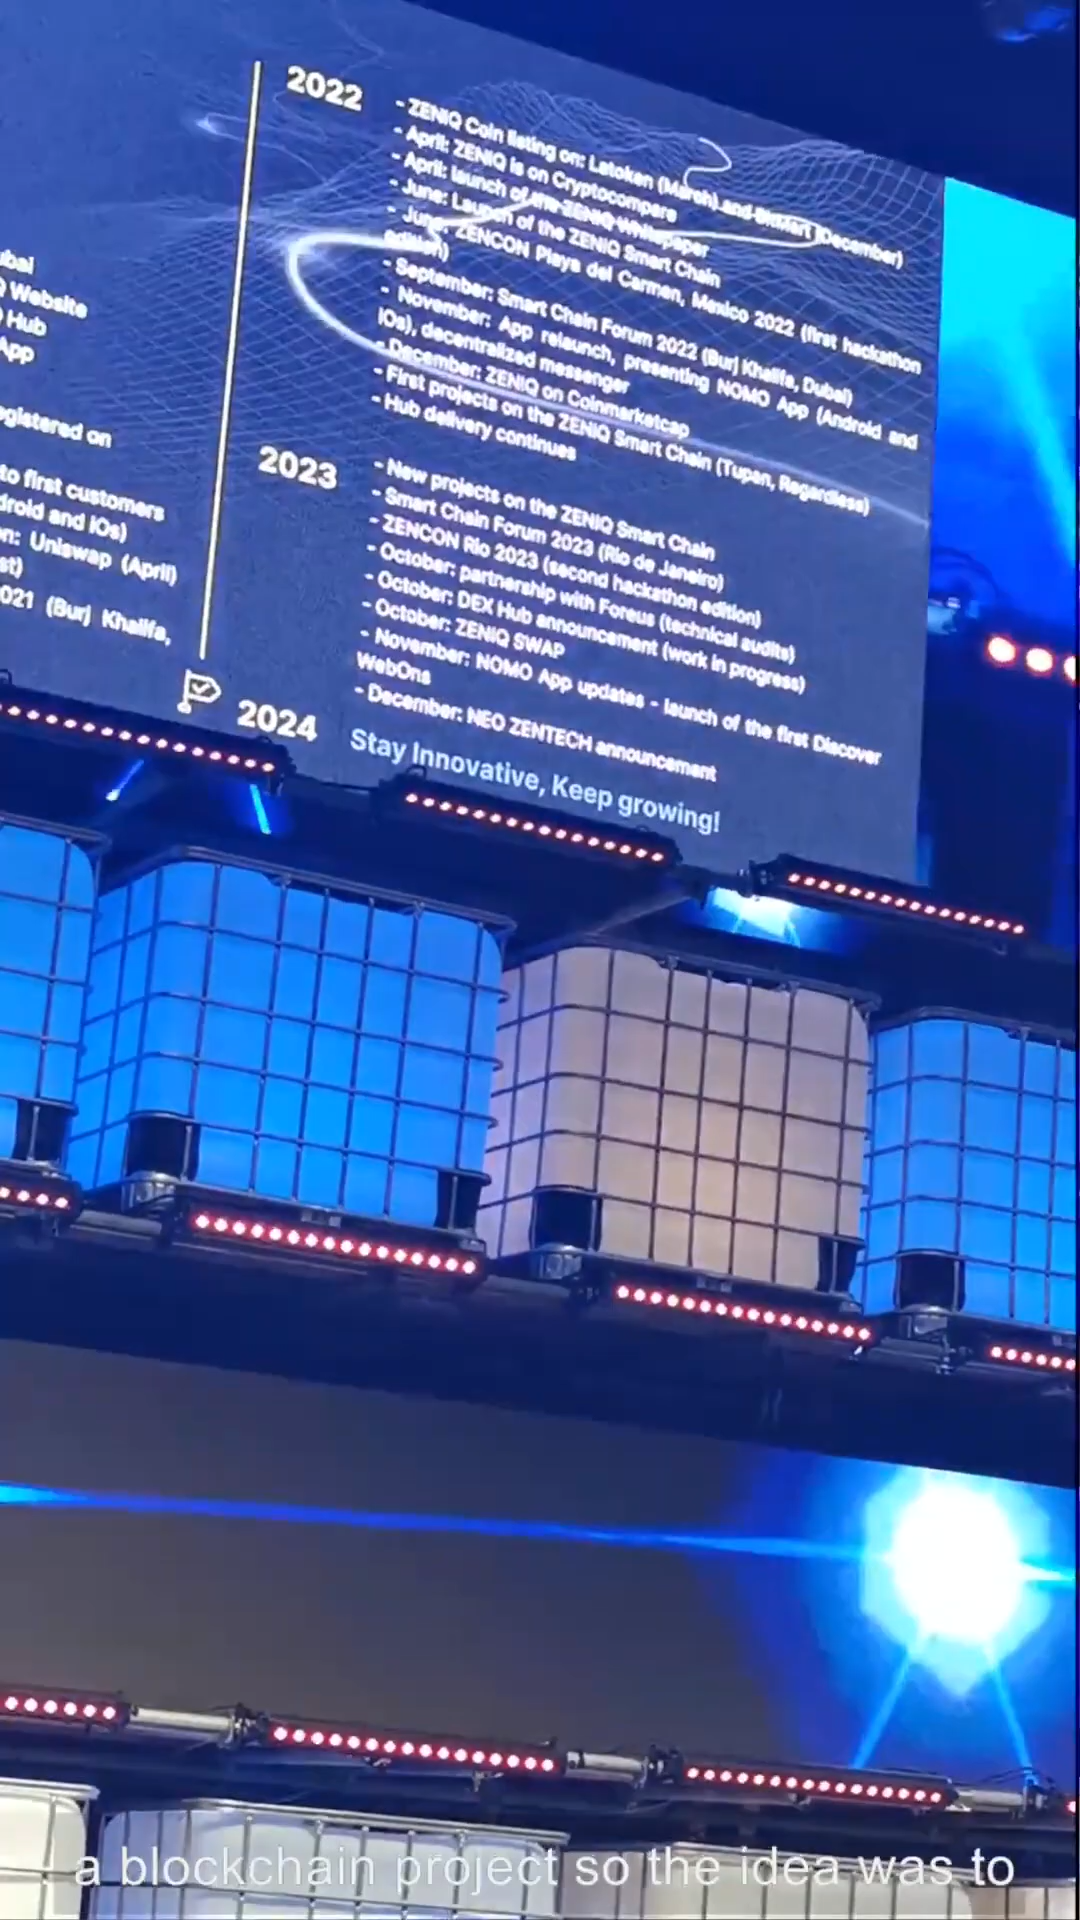 ubai
Q Website
Hub
App
egistered on
to first customers
droid and IOs)
on: Uniswap (April)
st)
021 (Burj Khalifa,
2022
- ZENIQ Coin listing on: Latoken (March) and BitMart (December)
- April: ZENIQ is on Cryptocompare
- April: launch of the ZENIQ Whitepaper
- June: Launch of the ZENIQ Smart Chain
- June: ZENCON Playa del Carmen, Mexico 2022 (first hackathon
edition)
- September: Smart Chain Forum 2022 (Burj Khalifa, Dubai)
- November: App relaunch, presenting NOMO App (Android and
IOs), decentralized messenger
- December: ZENIQ on Coinmarketcap
- First projects on the ZENIQ Smart Chain (Tupan, Regardless)
- Hub delivery continues
2023
- New projects on the ZENIQ Smart Chain
- Smart Chain Forum 2023 (Rio de Janeiro)
- ZENCON Rio 2023 (second hackathon edition)
- October: partnership with Foreus (technical audits)
- October: DEX Hub announcement (work in progress)
- October: ZENIQ SWAP
- November: NOMO App updates - launch of the first Discover
WebOns
- December: NEO ZENTECH announcement
2024
Stay Innovative, Keep growing!
a blockchain project so the idea was to